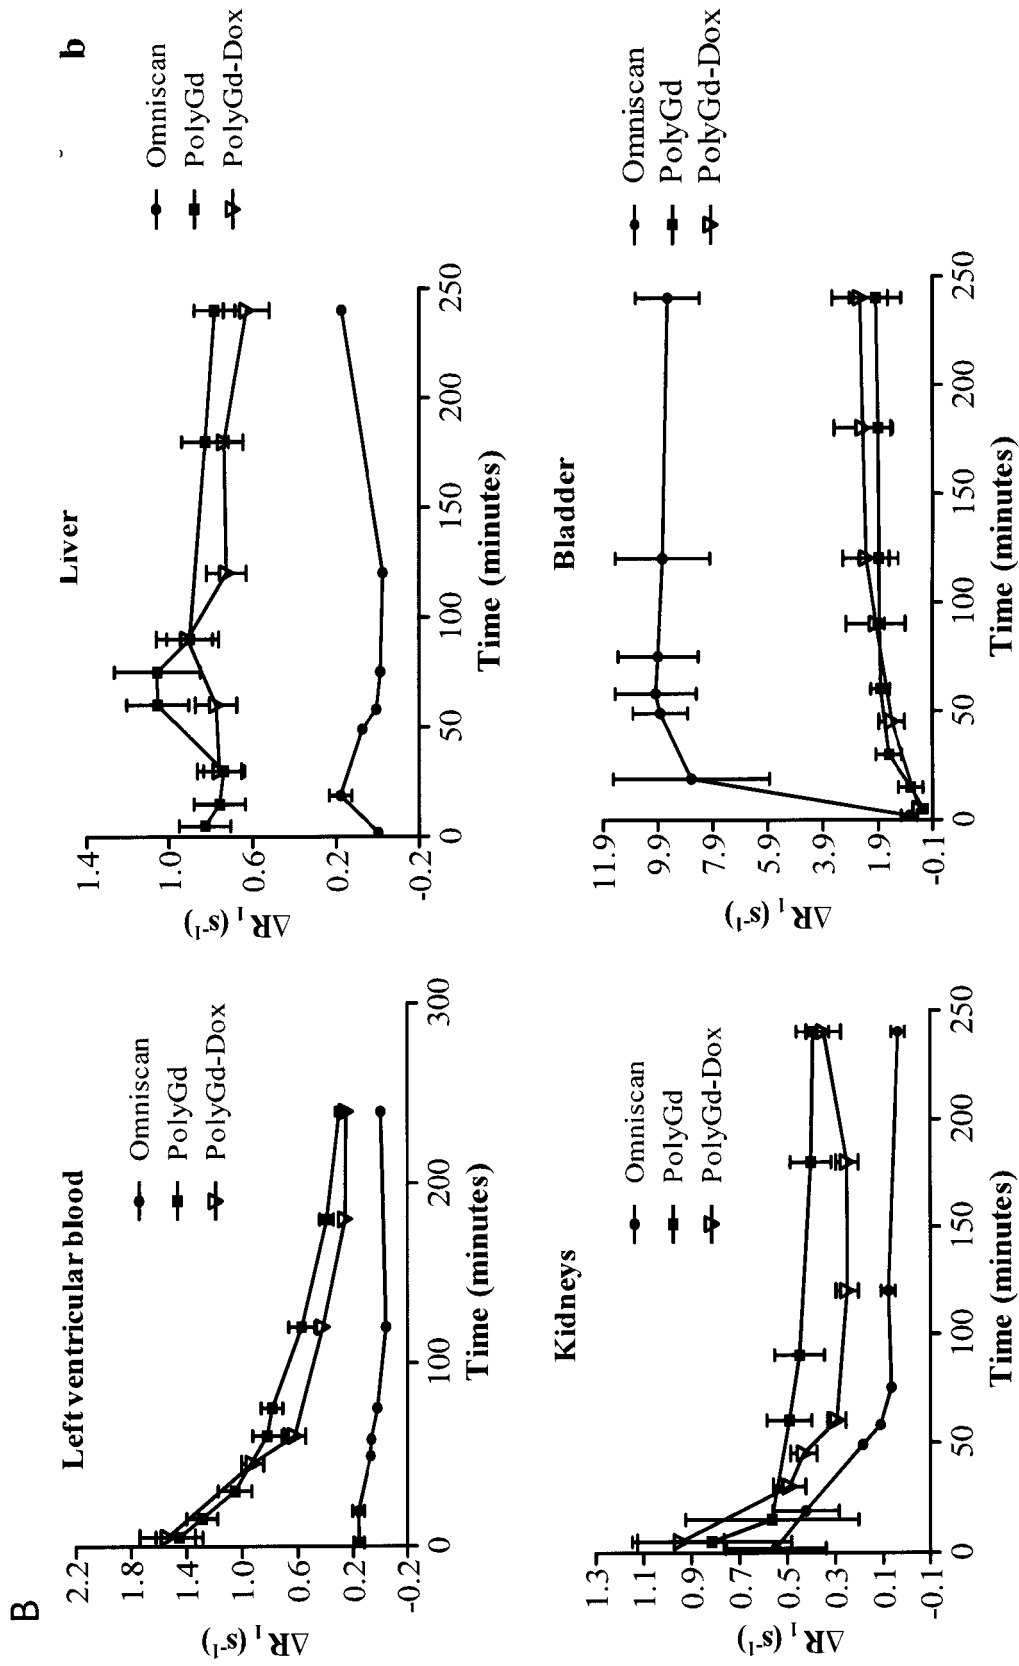 B
b
Left ventricular blood
ΔR1 (s-1)
2.2
1.8
1.4
1.0
0.6
0.2
-0.2
0
100
200
300
Time (minutes)
Omniscan
PolyGd
PolyGd-Dox
Liver
ΔR1 (s-1)
1.4
1.0
0.6
0.2
-0.2
0
50
100
150
200
250
Time (minutes)
Omniscan
PolyGd
PolyGd-Dox
Kidneys
ΔR1 (s-1)
1.3
1.1
0.9
0.7
0.5
0.3
0.1
-0.1
0
50
100
150
200
250
Time (minutes)
Omniscan
PolyGd
PolyGd-Dox
Bladder
ΔR1 (s-1)
11.9
9.9
7.9
5.9
3.9
1.9
-0.1
0
50
100
150
200
250
Time (minutes)
Omniscan
PolyGd
PolyGd-Dox